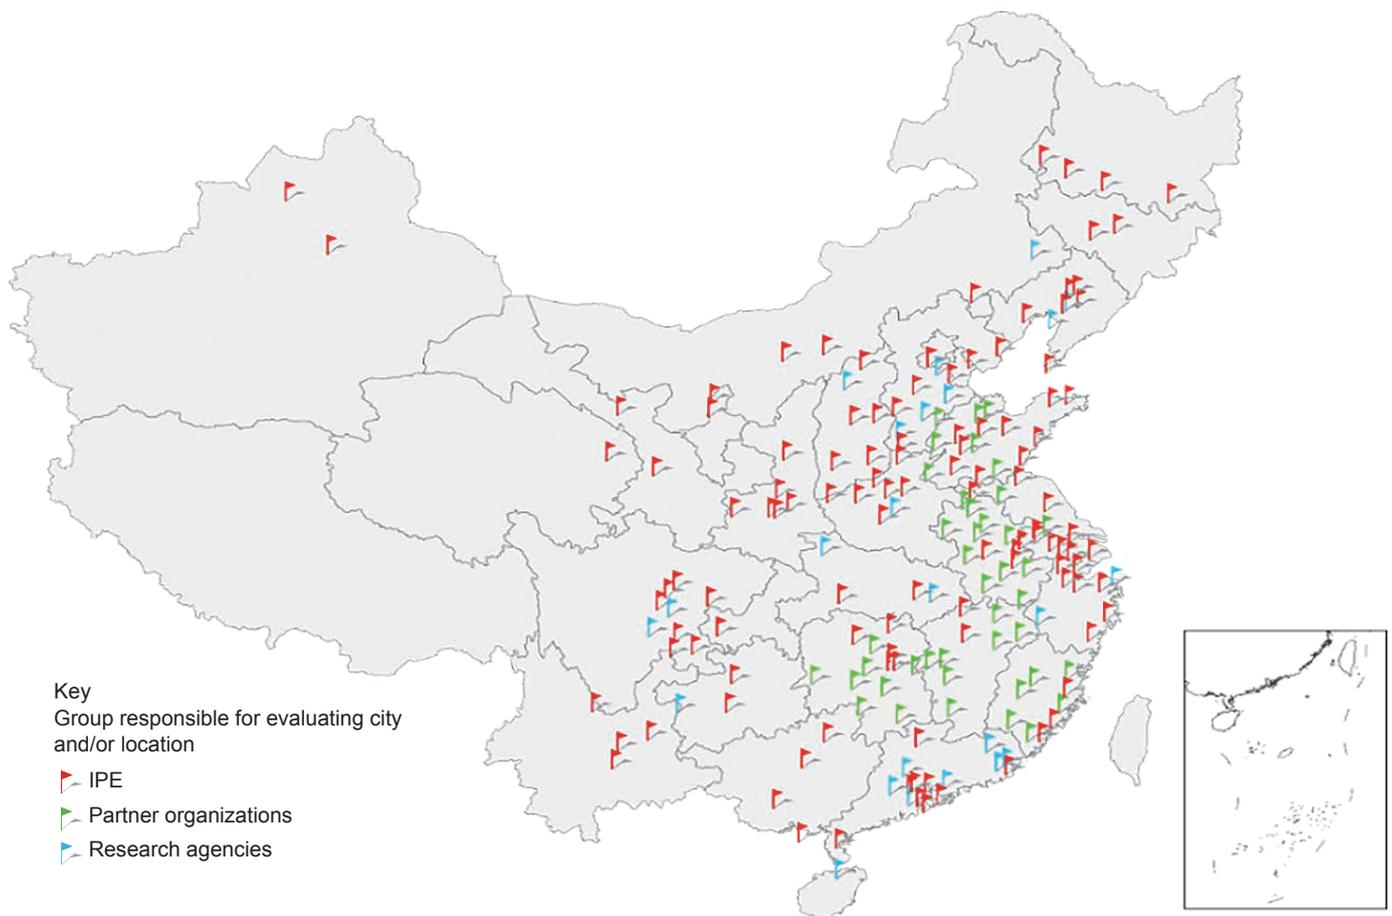 Key
Group responsible for evaluating city
and/or location
IPE
Partner organizations
Research agencies